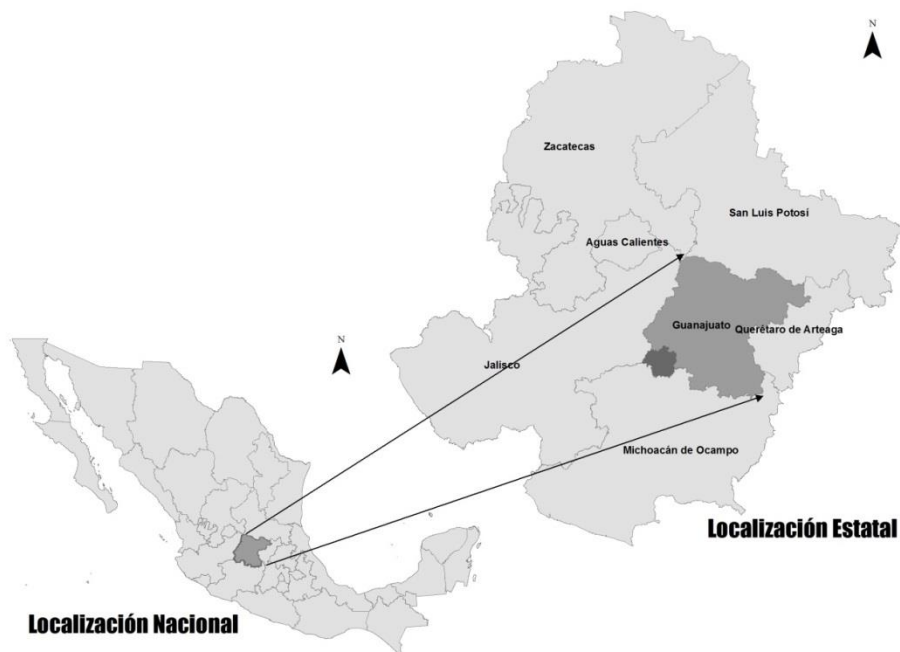 N
Zacatecas
San Luis Potosí
Aguas Calientes
Guanajuato
Querétaro de Arteaga
N
Jalisco
Michoacán de Ocampo
Localización Estatal
Localización Nacional